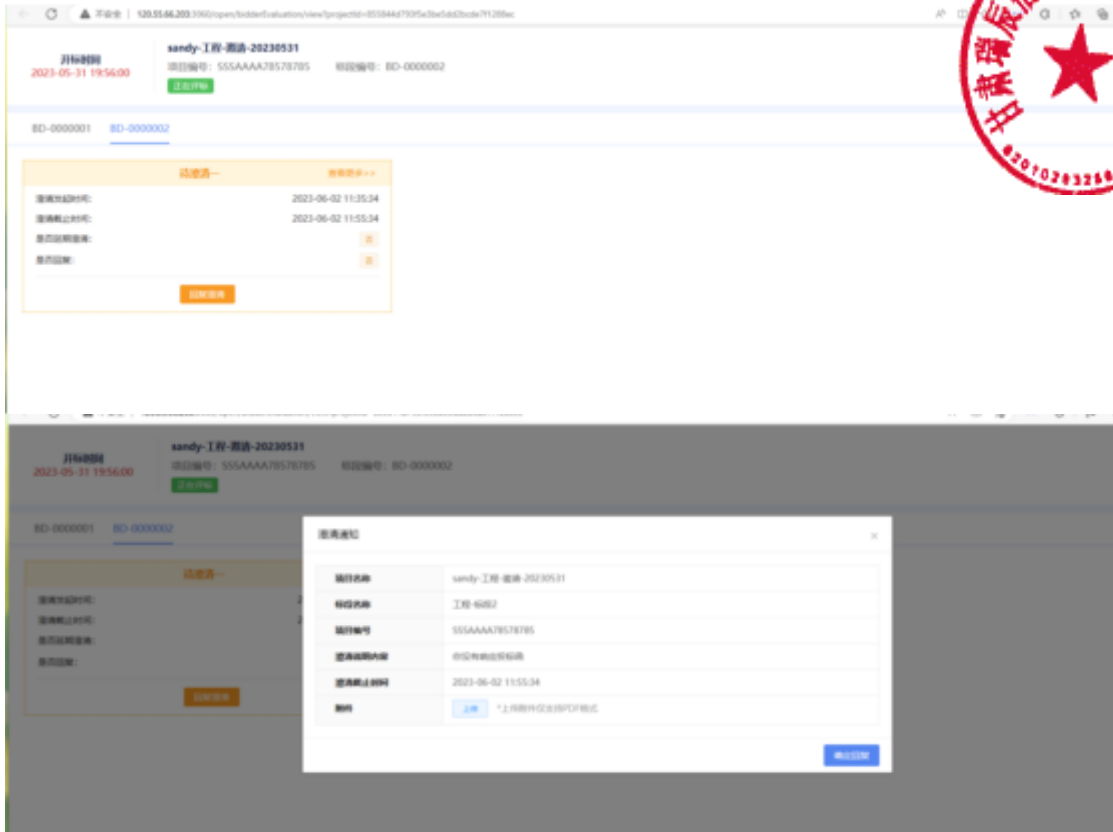 不安全 | 120.55.66.203:3060/open/bidderEvaluation/view?projectId=
甘肃瑞辰
开标时间
2023-05-31 19:56:00
sandy-工程-邀请-20230531
项目编号: SSSAAAA78578785 标段编号: BD-0000002
正在评标
BD-0000001 BD-0000002
待澄清一 查看更多>>
澄清发起时间: 2023-06-02 11:35:34
澄清截止时间: 2023-06-02 11:55:34
是否延期澄清: 否
是否回复: 否
回复澄清
开标时间
2023-05-31 19:56:00
sandy-工程-邀请-20230531
项目编号: SSSAAAA78578785 标段编号: BD-0000002
正在评标
BD-0000001 BD-0000002
待澄清一
澄清发起时间:
澄清截止时间:
是否延期澄清:
是否回复:
回复澄清
澄清通知 ×
项目名称 sandy-工程-邀请-20230531
标段名称 工程-标段2
项目编号 SSSAAAA78578785
澄清说明内容 你没有响应投标函
澄清截止时间 2023-06-02 11:55:34
附件 上传 *上传附件仅支持PDF格式
确定回复